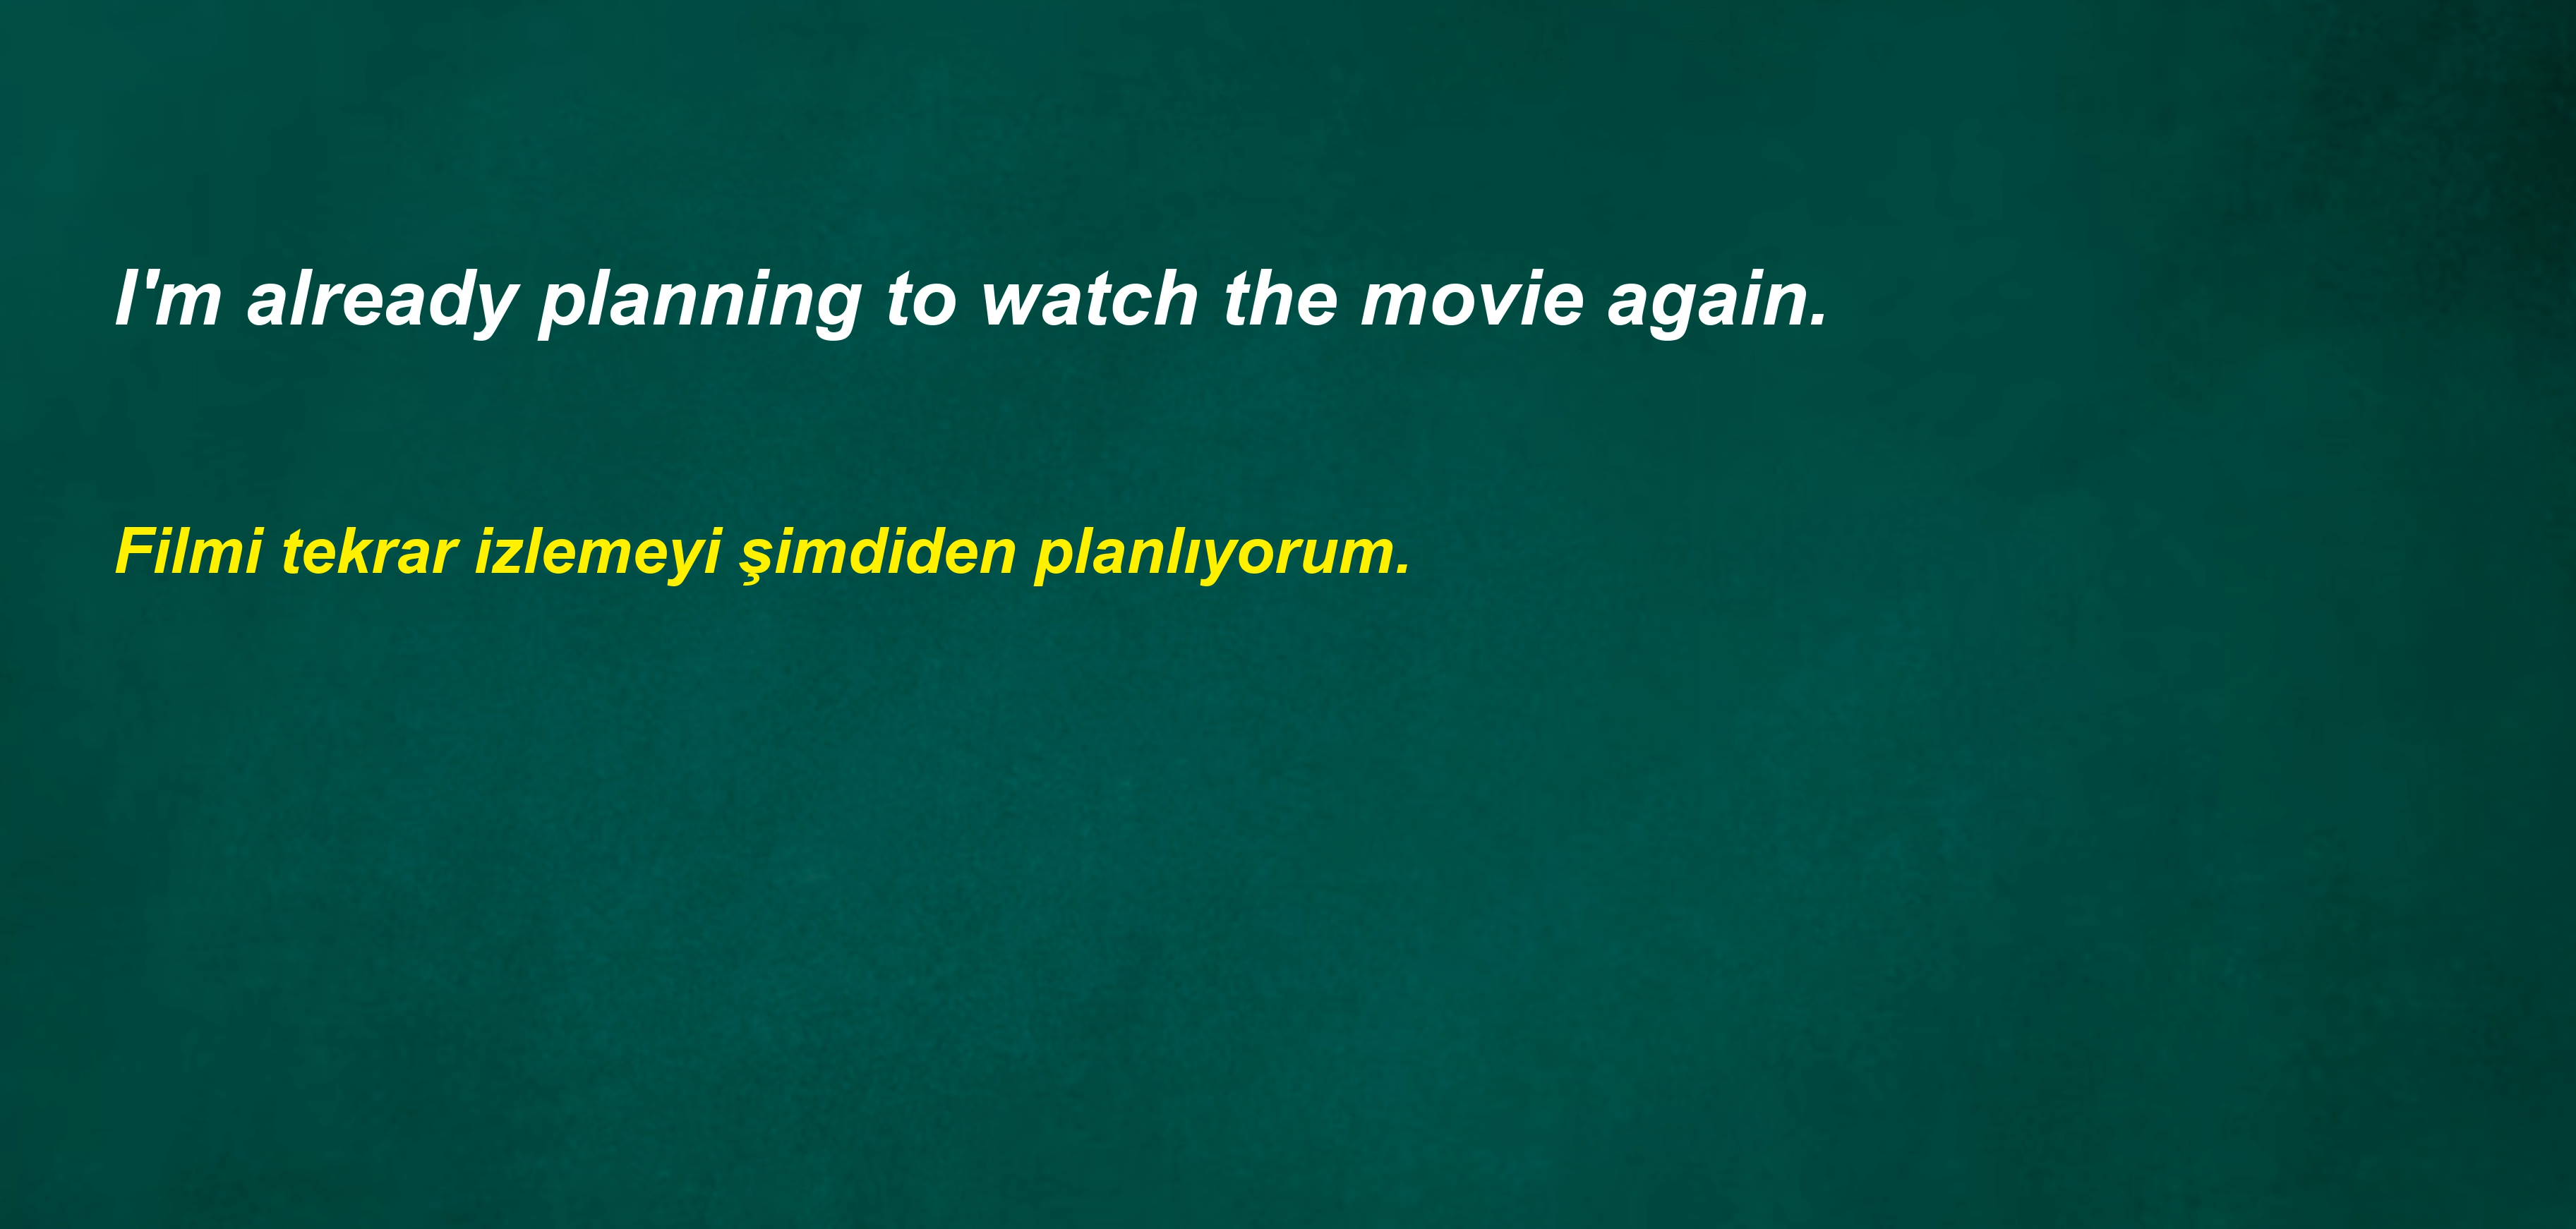 I'm already planning to watch the movie again.
Filmi tekrar izlemeyi şimdiden planlıyorum.